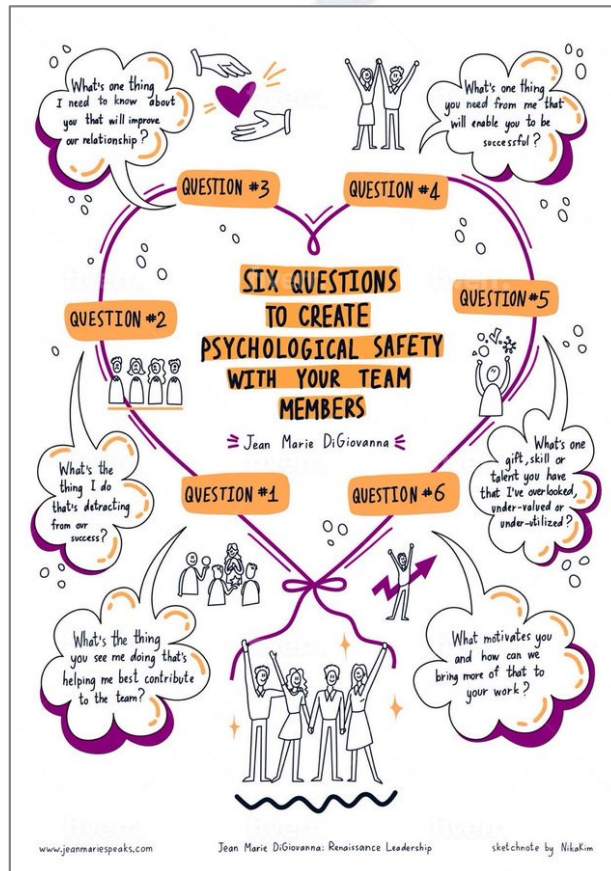 What's one thing
I need to know about
you that will improve
our relationship?
What's one thing
you need from me that
will enable you to be
successful?
QUESTION #3
QUESTION #4
SIX QUESTIONS
TO CREATE
PSYCHOLOGICAL SAFETY
WITH YOUR TEAM
MEMBERS
Jean Marie DiGiovanna
QUESTION #2
QUESTION #5
What's the
thing I do
that's detracting
from our
success?
What's one
gift, skill or
talent you have
that I've overlooked,
under-valued or
under-utilized?
QUESTION #1
QUESTION #6
What's the thing
you see me doing that's
helping me best contribute
to the team?
What motivates you
and how can we
bring more of that to
your work?
www.jeanmariespeaks.com
Jean Marie DiGiovanna: Renaissance Leadership
sketchnote by NikaKim